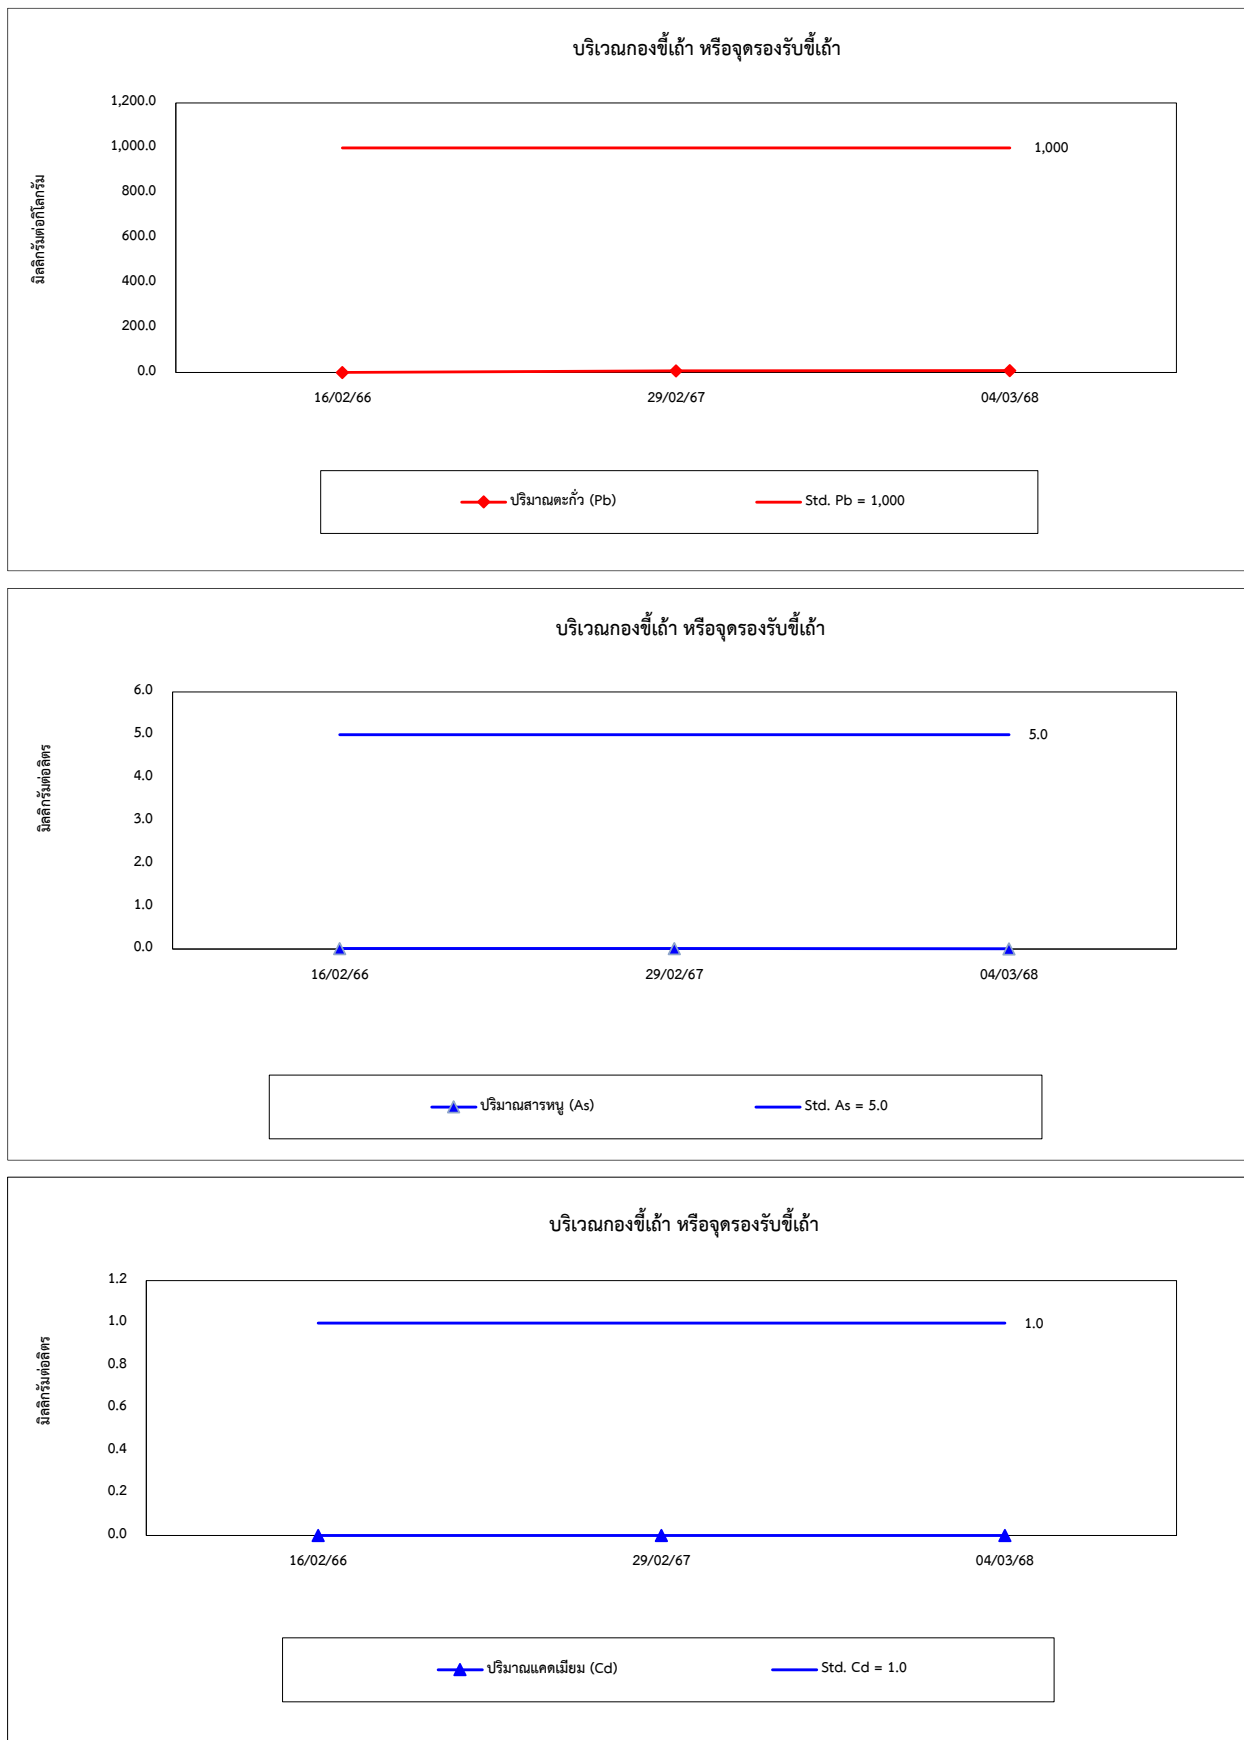 บริเวณกองขี้เถ้า หรือจุดรองรับขี้เถ้า
มิลลิกรัมต่อกิโลกรัม
1,200.0
1,000.0
800.0
600.0
400.0
200.0
0.0
1,000
16/02/66 29/02/67 04/03/68
ปริมาณตะกั่ว (Pb) Std. Pb = 1,000
บริเวณกองขี้เถ้า หรือจุดรองรับขี้เถ้า
มิลลิกรัมต่อลิตร
6.0
5.0
4.0
3.0
2.0
1.0
0.0
5.0
16/02/66 29/02/67 04/03/68
ปริมาณสารหนู (As) Std. As = 5.0
บริเวณกองขี้เถ้า หรือจุดรองรับขี้เถ้า
มิลลิกรัมต่อลิตร
1.2
1.0
0.8
0.6
0.4
0.2
0.0
1.0
16/02/66 29/02/67 04/03/68
ปริมาณแคดเมียม (Cd) Std. Cd = 1.0